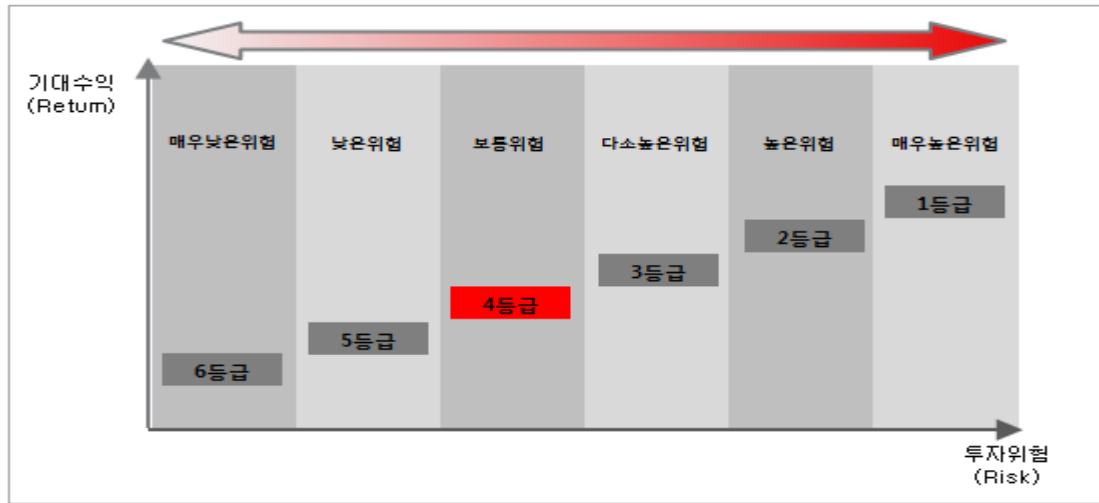 기대수익
(Retum)
매우낮은위험
낮은위험
보통위험
다소높은위험
높은위험
매우높은위험
1등급
2등급
3등급
4등급
5등급
6등급
투자위험
(Risk)